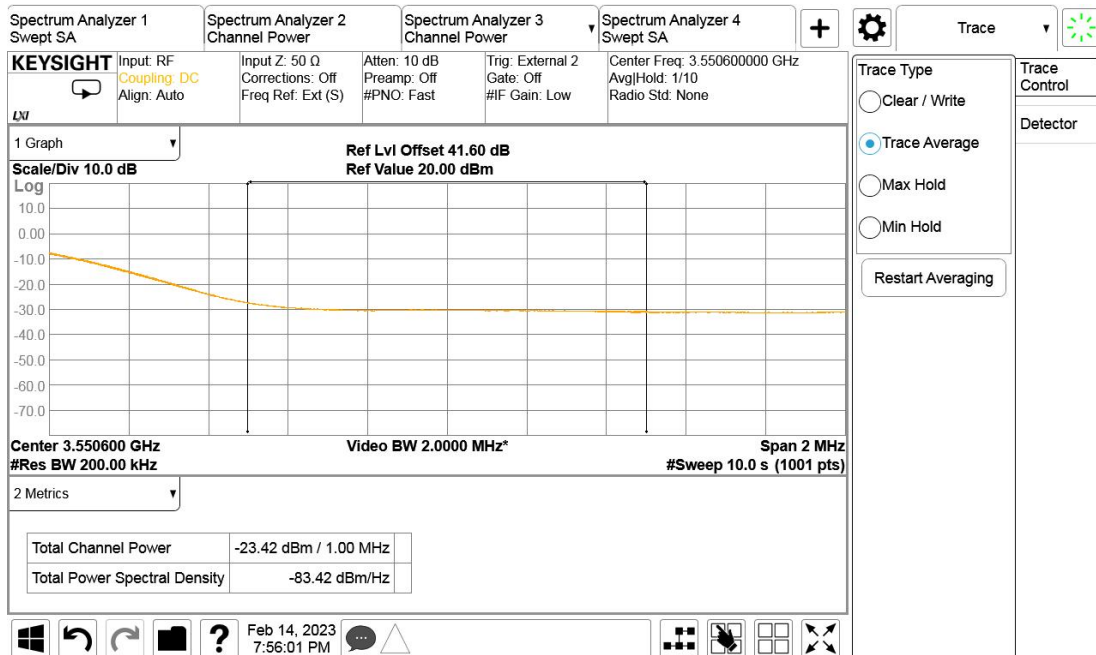 Spectrum Analyzer 1
Swept SA
Spectrum Analyzer 2
Channel Power
Spectrum Analyzer 3
Channel Power
Spectrum Analyzer 4
Swept SA
+
Trace
KEYSIGHT
LXI
Input: RF
Coupling: DC
Align: Auto
Input Z: 50 Ω
Corrections: Off
Freq Ref: Ext (S)
Atten: 10 dB
Preamp: Off
#PNO: Fast
Trig: External 2
Gate: Off
#IF Gain: Low
Center Freq: 3.550600000 GHz
Avg|Hold: 1/10
Radio Std: None
Trace Type
Clear / Write
Trace Average
Max Hold
Min Hold
Restart Averaging
Trace
Control
Detector
1 Graph
Scale/Div 10.0 dB
Ref Lvl Offset 41.60 dB
Ref Value 20.00 dBm
Log
10.0
0.00
-10.0
-20.0
-30.0
-40.0
-50.0
-60.0
-70.0
Center 3.550600 GHz
#Res BW 200.00 kHz
Video BW 2.0000 MHz*
Span 2 MHz
#Sweep 10.0 s (1001 pts)
2 Metrics
Total Channel Power -23.42 dBm / 1.00 MHz
Total Power Spectral Density -83.42 dBm/Hz
?
Feb 14, 2023
7:56:01 PM